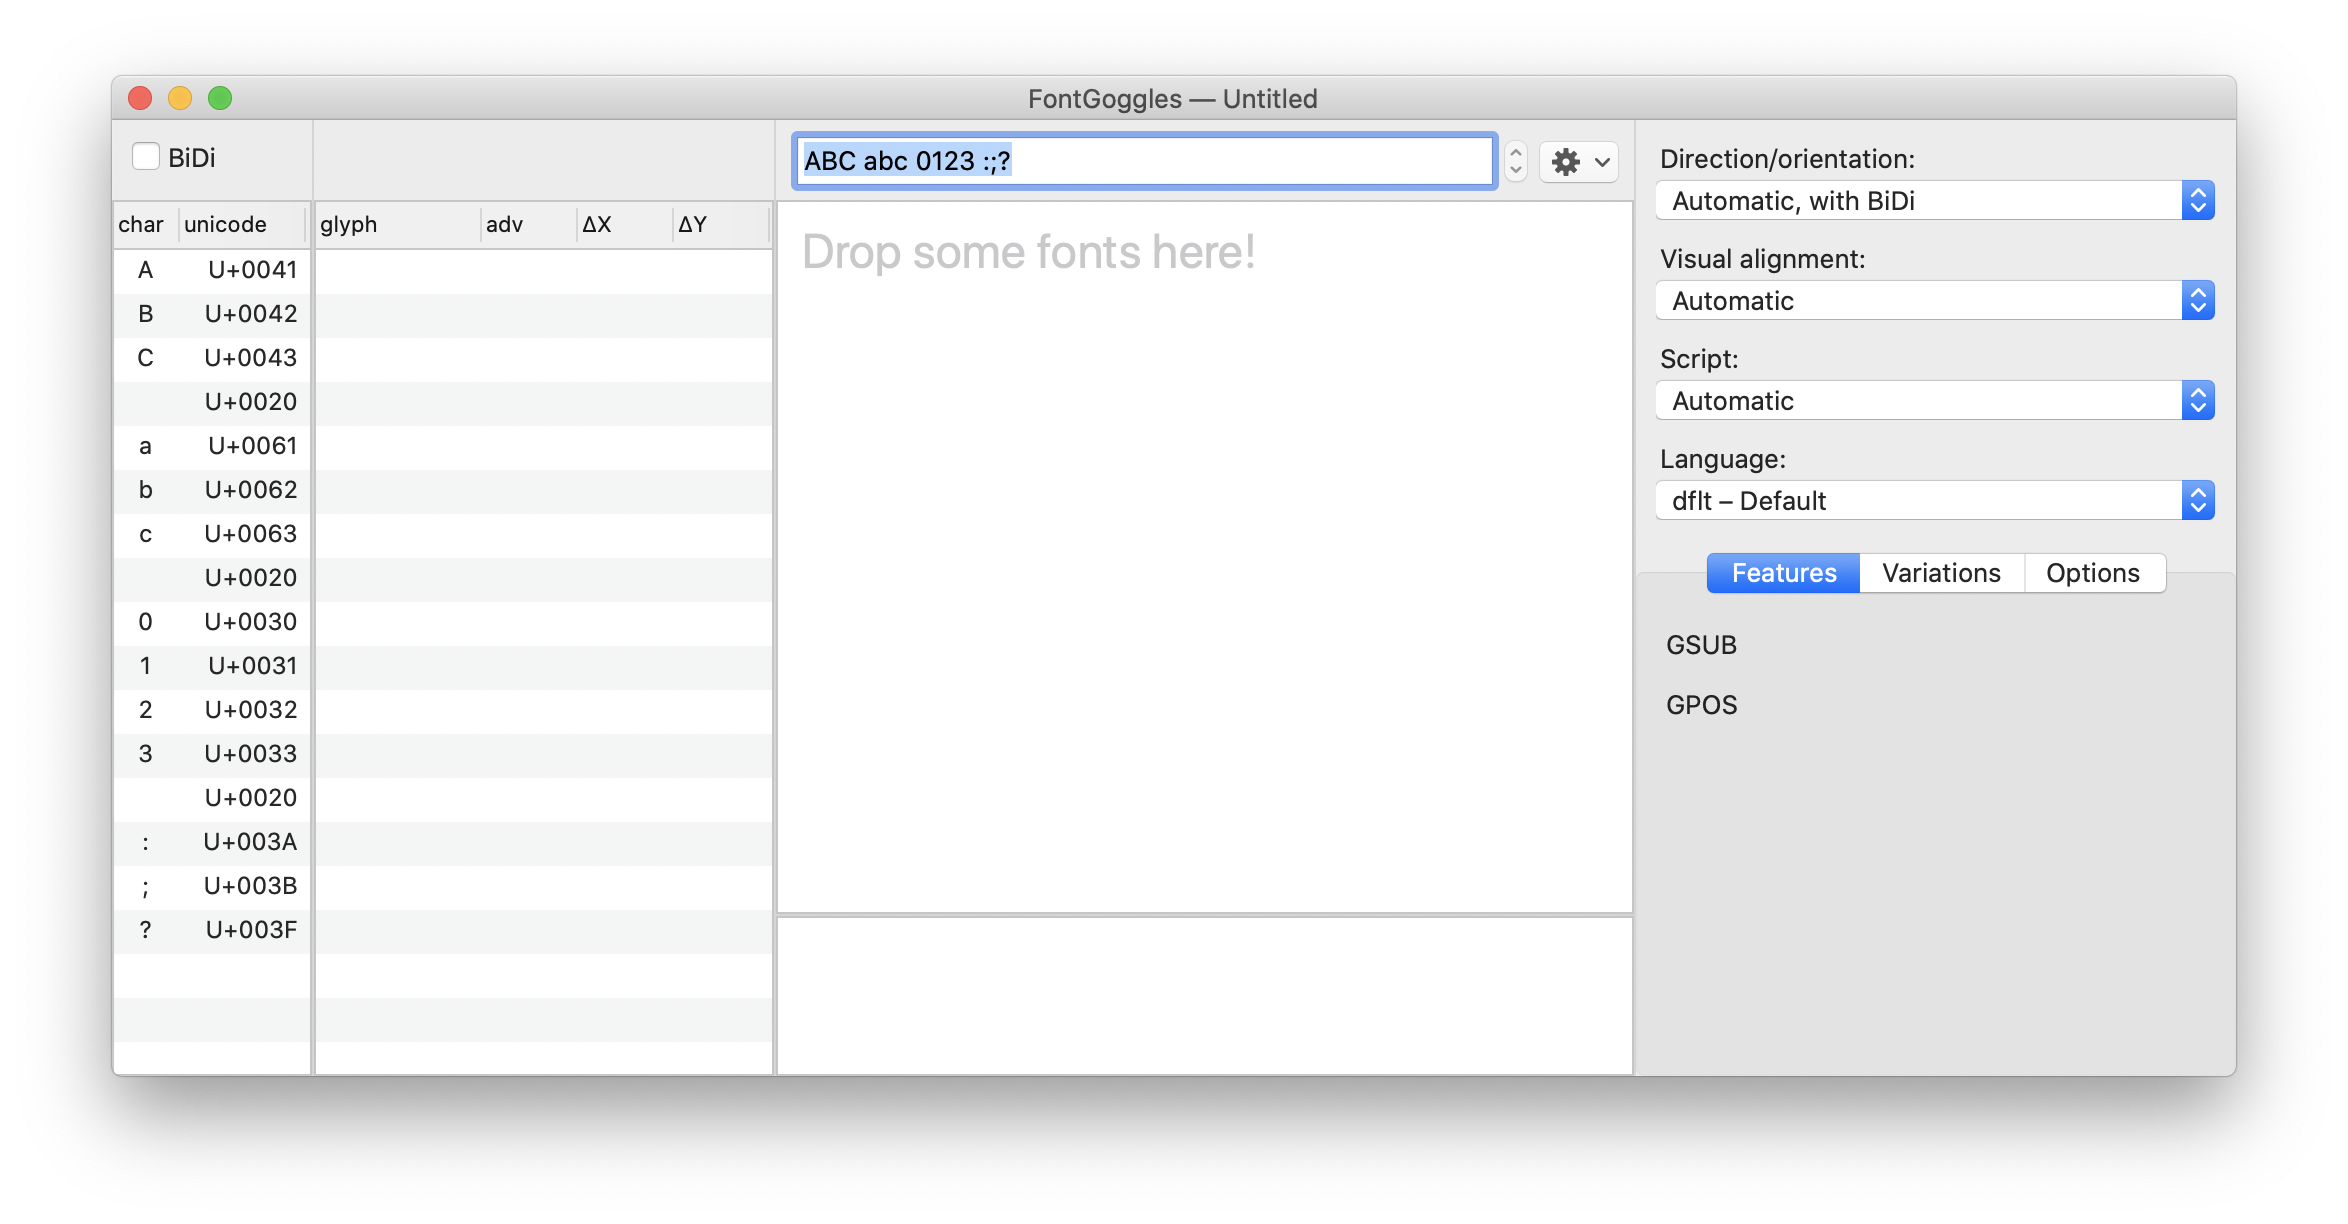 FontGoggles — Untitled
BiDi
ABC abc 0123 :;?
char unicode
glyph adv ΔX ΔY
A U+0041
B U+0042
C U+0043
U+0020
a U+0061
b U+0062
c U+0063
U+0020
0 U+0030
1 U+0031
2 U+0032
3 U+0033
U+0020
: U+003A
; U+003B
? U+003F
Drop some fonts here!
Direction/orientation:
Automatic, with BiDi
Visual alignment:
Automatic
Script:
Automatic
Language:
dflt – Default
Features Variations Options
GSUB
GPOS